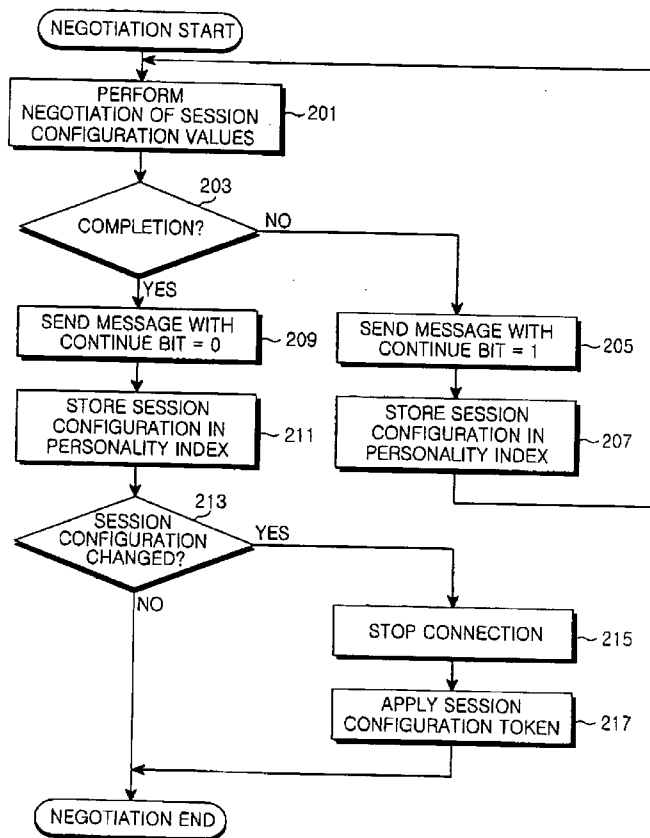 NEGOTIATION START
PERFORM
NEGOTIATION OF SESSION
CONFIGURATION VALUES
201
203
COMPLETION?
NO
YES
SEND MESSAGE WITH
CONTINUE BIT = 0
209
SEND MESSAGE WITH
CONTINUE BIT = 1
205
STORE SESSION
CONFIGURATION IN
PERSONALITY INDEX
211
STORE SESSION
CONFIGURATION IN
PERSONALITY INDEX
207
213
SESSION
CONFIGURATION
CHANGED?
YES
NO
STOP CONNECTION
215
APPLY SESSION
CONFIGURATION TOKEN
217
NEGOTIATION END